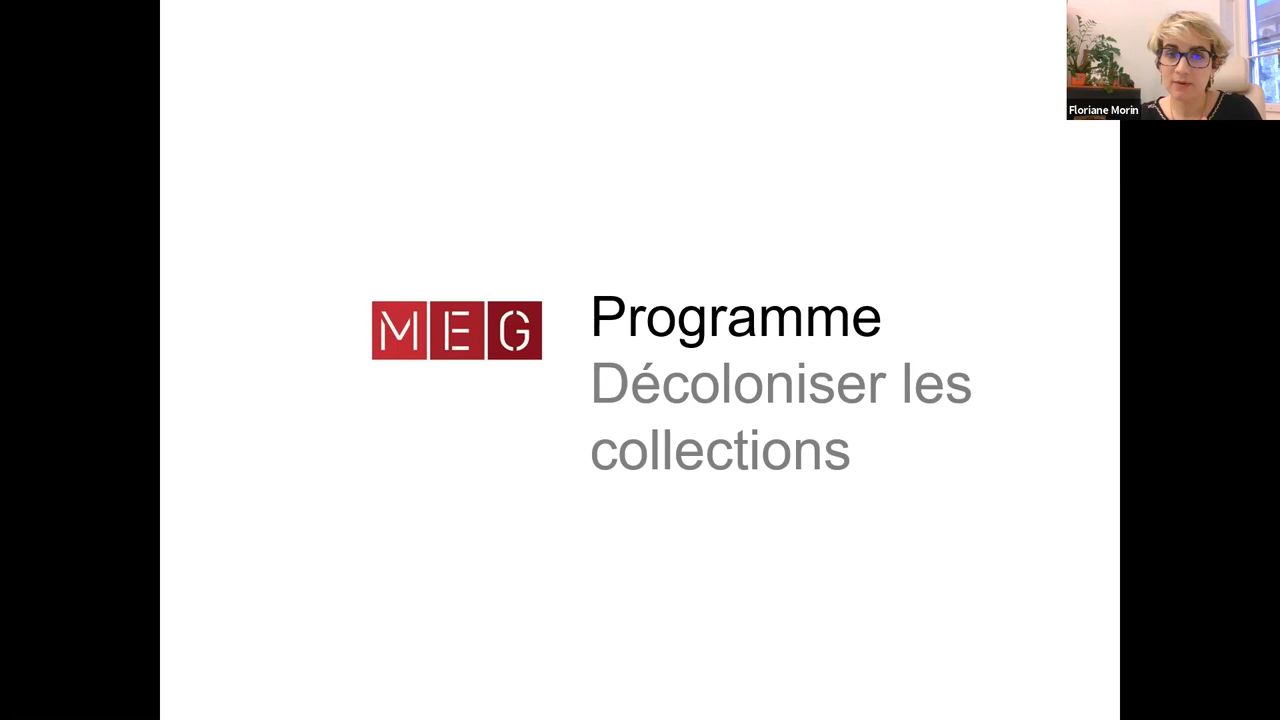 Floriane Morin
MEG
Programme
Décoloniser les
collections